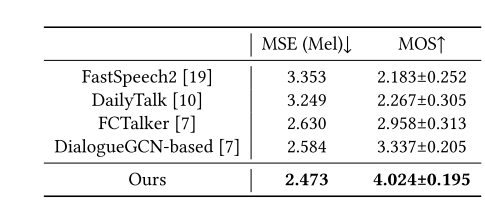 MSE (Mel)↓ MOS↑
FastSpeech2 [19] 3.353 2.183±0.252
DailyTalk [10] 3.249 2.267±0.305
FCTalker [7] 2.630 2.958±0.313
DialogueGCN-based [7] 2.584 3.337±0.205
Ours 2.473 4.024±0.195